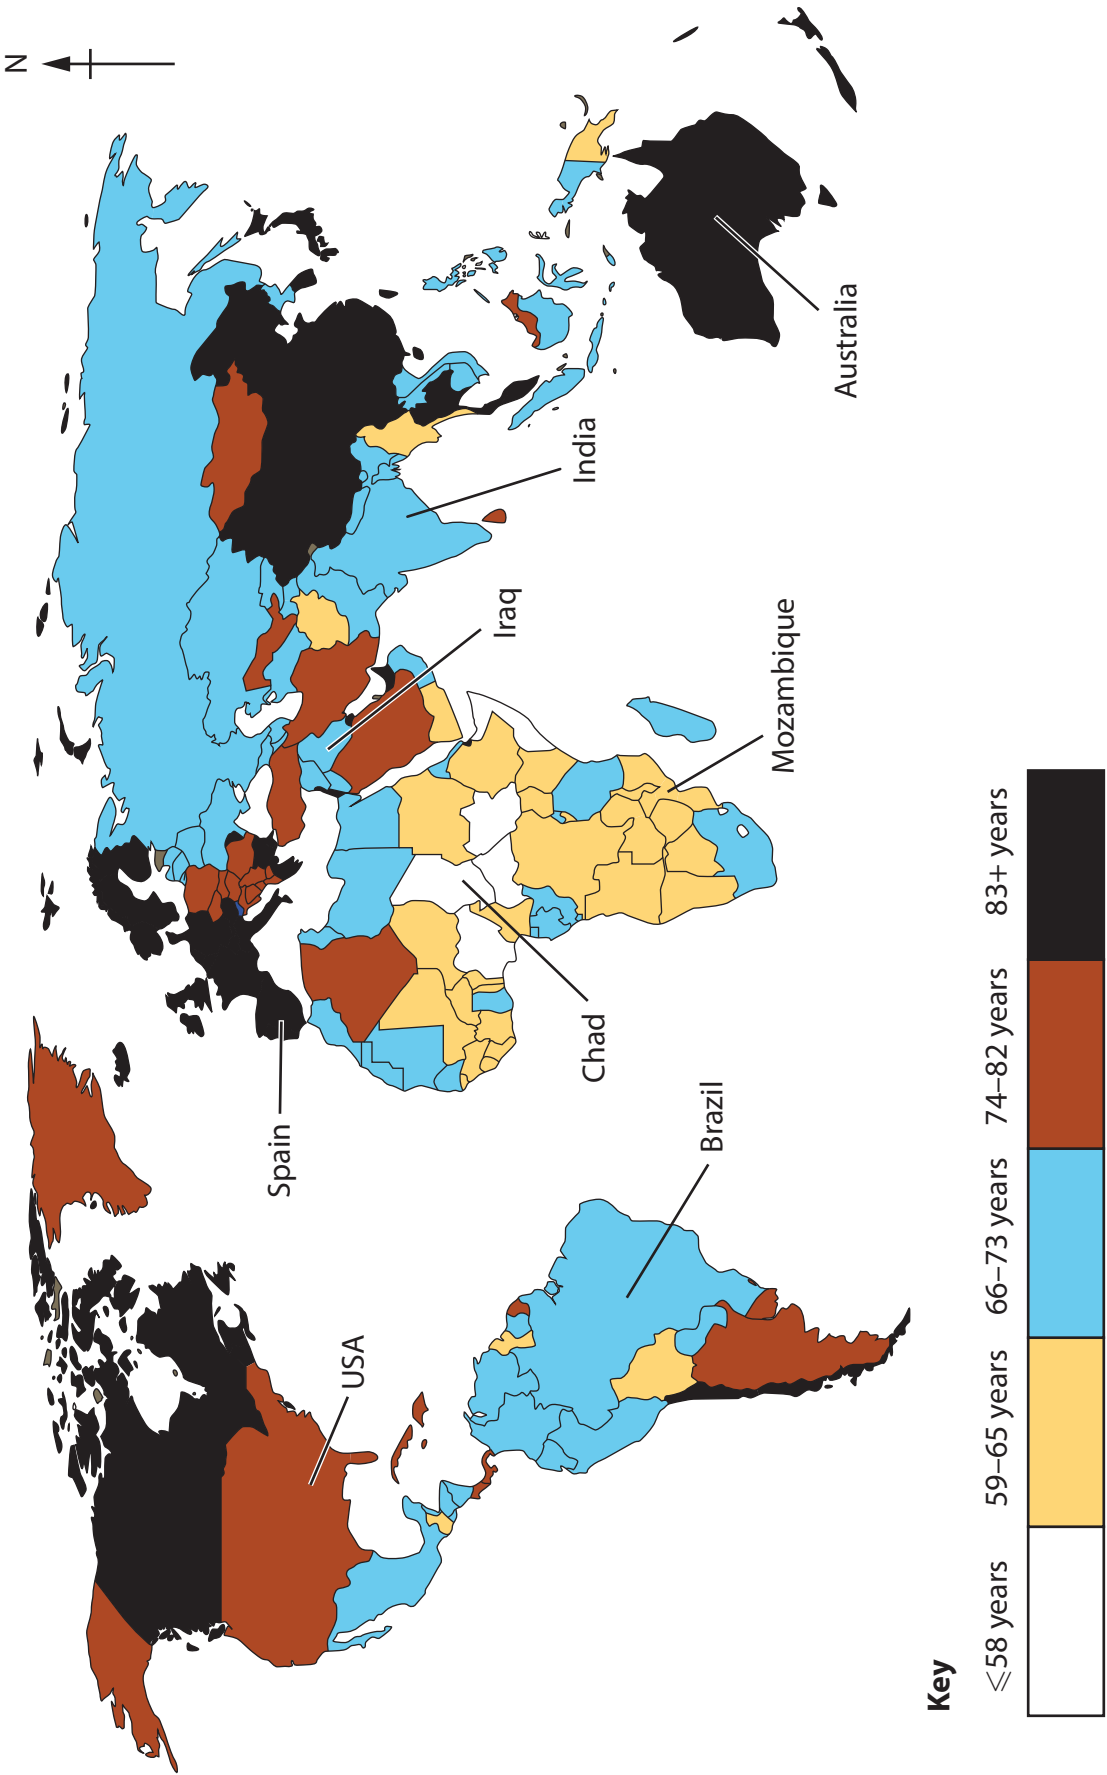 N
USA
Spain
Brazil
Chad
Iraq
India
Mozambique
Australia
Key
⩽58 years
59–65 years
66–73 years
74–82 years
83+ years